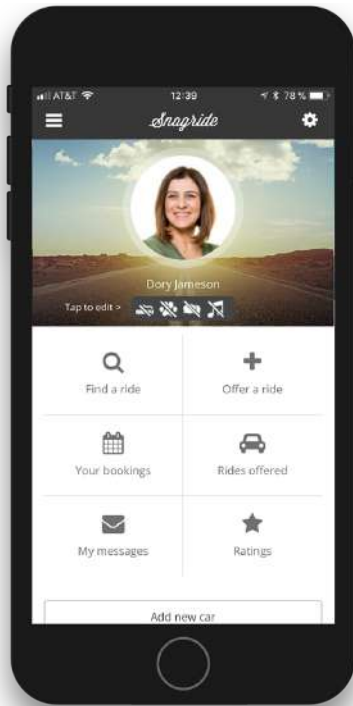 AT&T 12:39 78 %
Snagride
Dory Jameson
Tap to edit >
Find a ride Offer a ride
Your bookings Rides offered
My messages Ratings
Add new car